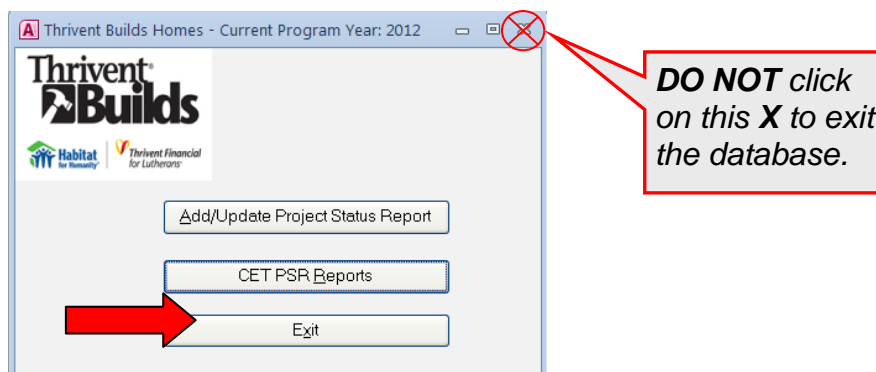 Thrivent Builds Homes - Current Program Year: 2012
Thrivent
Builds
Habitat
for Humanity
Thrivent Financial
for Lutherans
DO NOT click
on this X to exit
the database.
Add/Update Project Status Report
CET PSR Reports
Exit